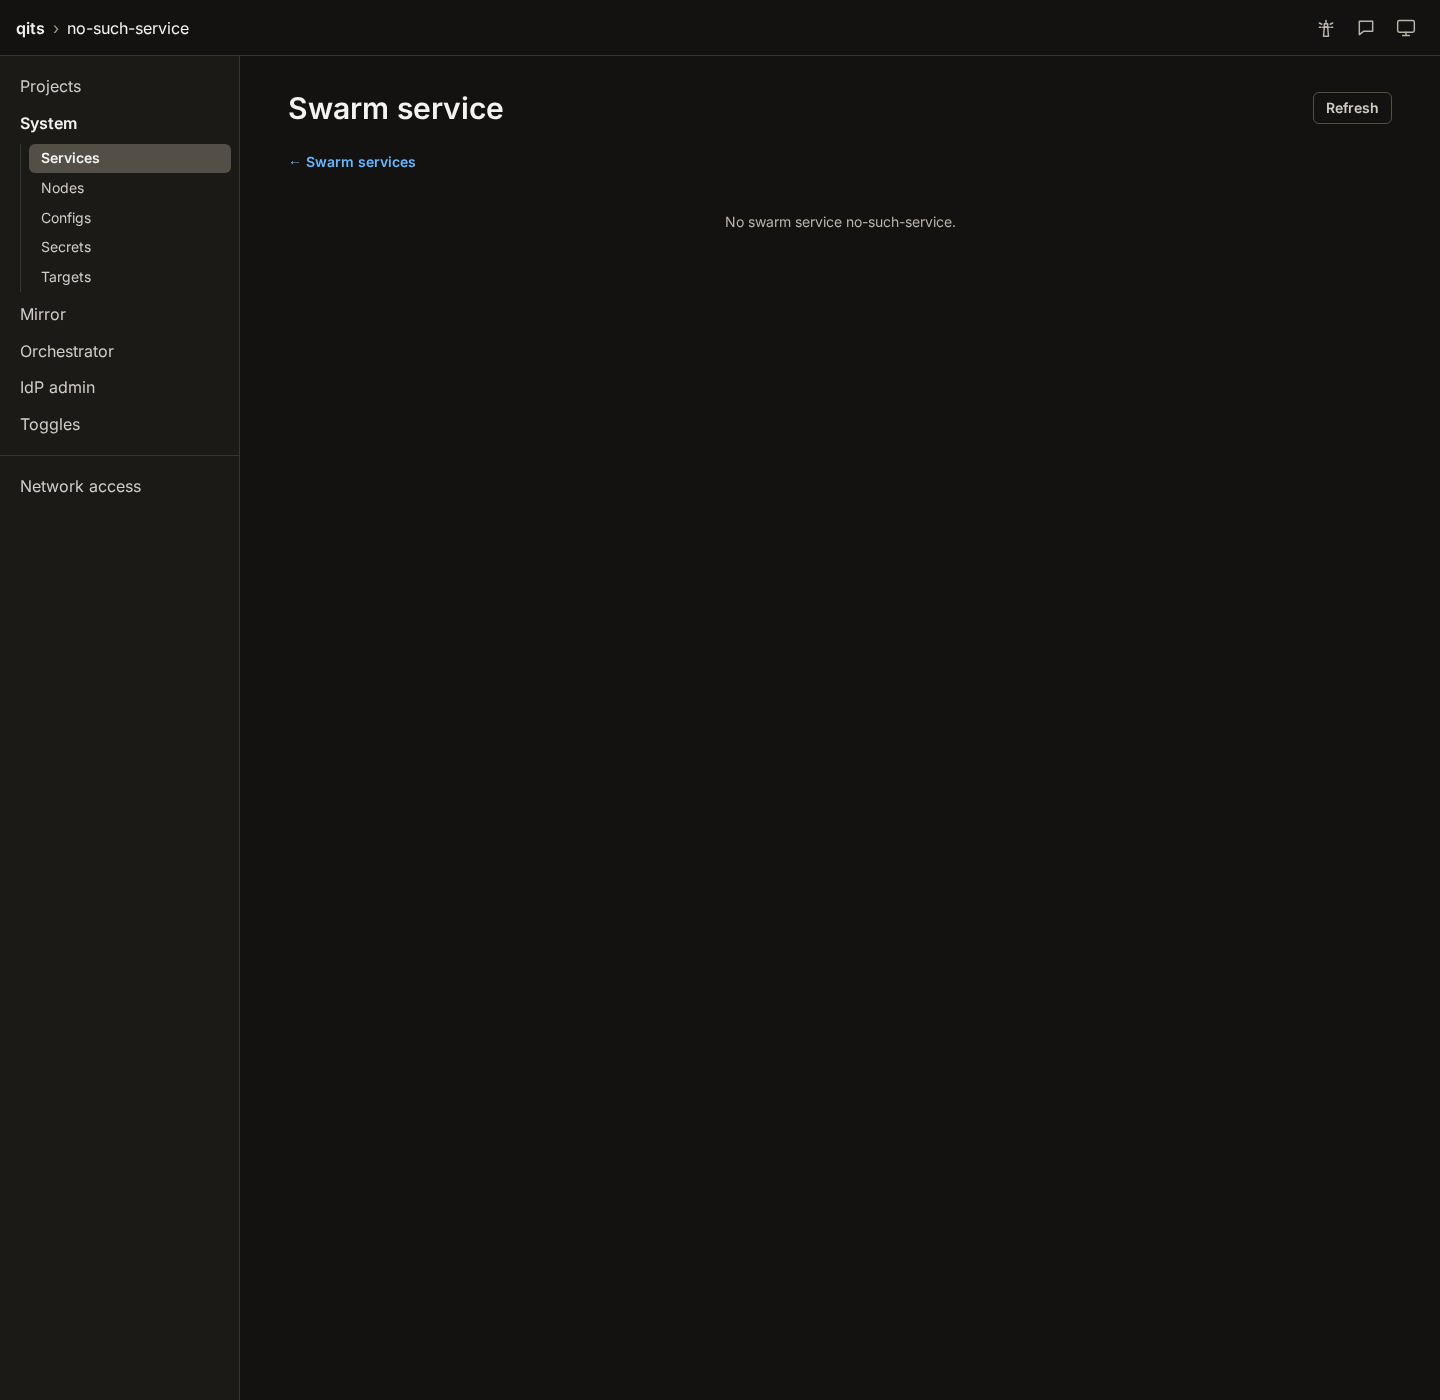 qits › no-such-service
Projects
System
Services
Nodes
Configs
Secrets
Targets
Mirror
Orchestrator
IdP admin
Toggles
Network access
Swarm service
Refresh
← Swarm services
No swarm service no-such-service.